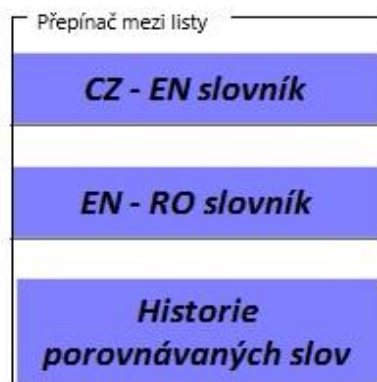 Přepínač mezi listy
CZ - EN slovník
EN - RO slovník
Historie
porovnávaných slov